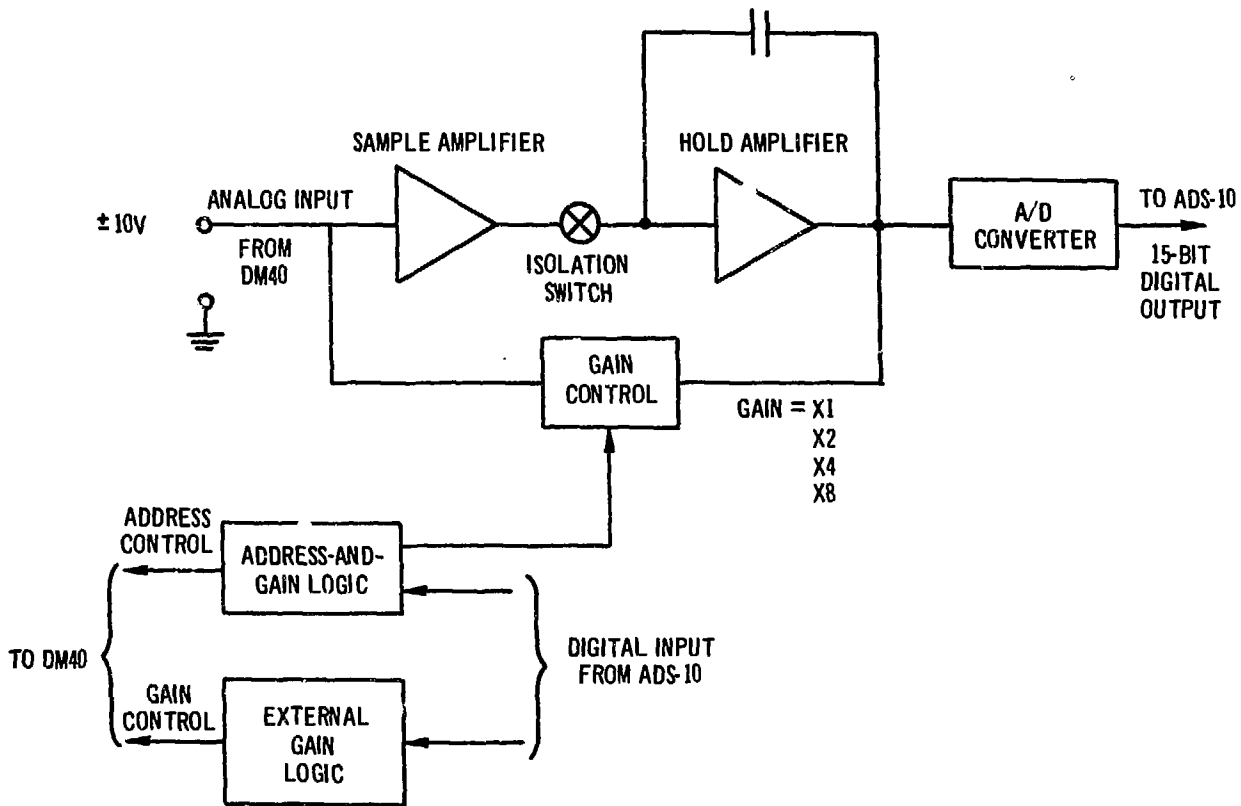 SAMPLE AMPLIFIER
HOLD AMPLIFIER
±10V
ANALOG INPUT
FROM
DM40
ISOLATION
SWITCH
A/D
CONVERTER
TO ADS-10
15-BIT
DIGITAL
OUTPUT
GAIN
CONTROL
GAIN = X1
X2
X4
X8
ADDRESS
CONTROL
ADDRESS-AND-
GAIN LOGIC
TO DM40
DIGITAL INPUT
FROM ADS-10
GAIN
CONTROL
EXTERNAL
GAIN
LOGIC